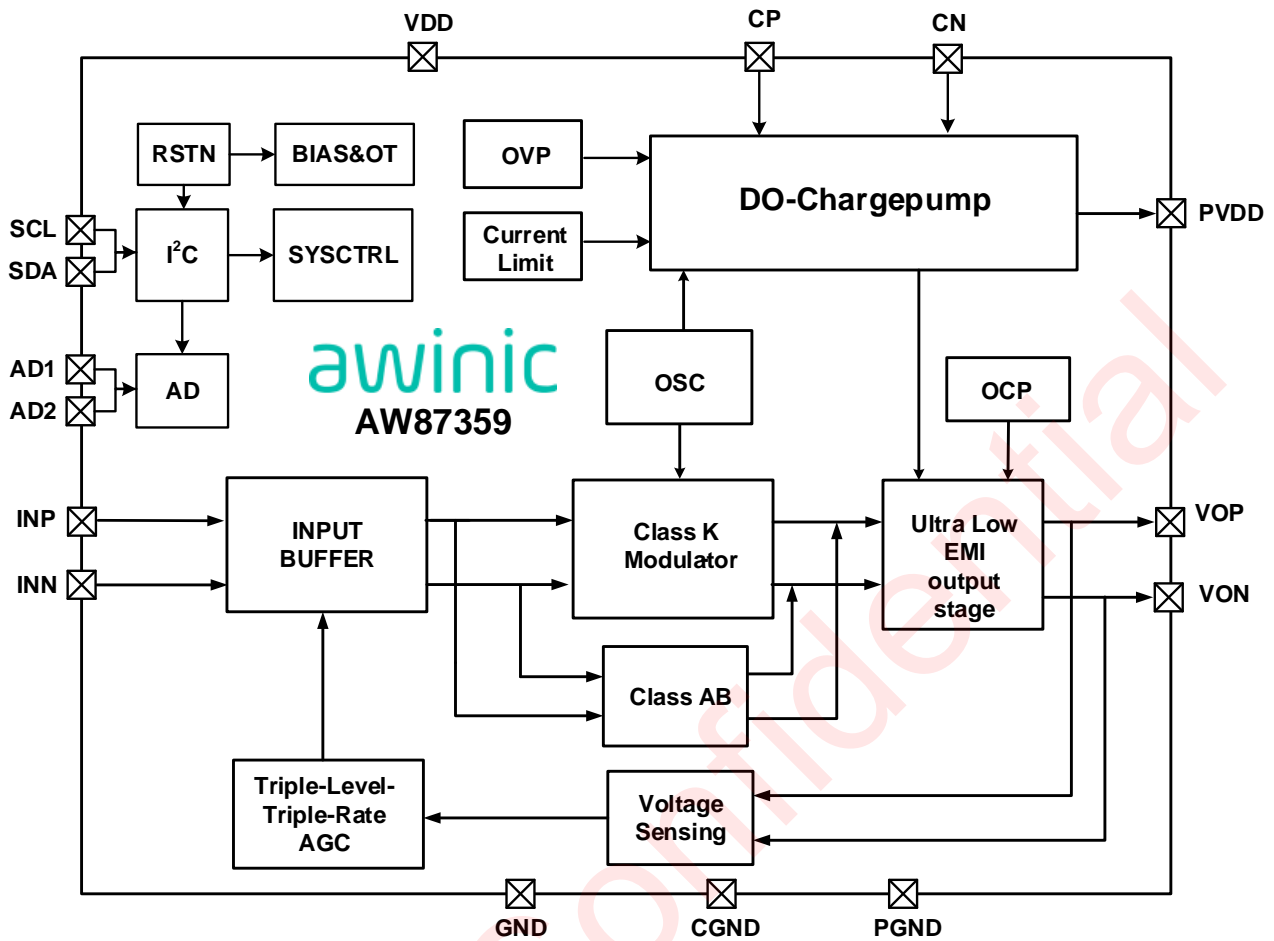 VDD
CP
CN
RSTN
BIAS&OT
OVP
DO-Chargepump
PVDD
SCL
SDA
I²C
SYSCTRL
Current
Limit
AD1
AD2
AD
awinic
AW87359
OSC
OCP
INP
INN
INPUT
BUFFER
Class K
Modulator
Ultra Low
EMI
output
stage
VOP
VON
Class AB
Triple-Level-
Triple-Rate
AGC
Voltage
Sensing
GND
CGND
PGND
onfidential